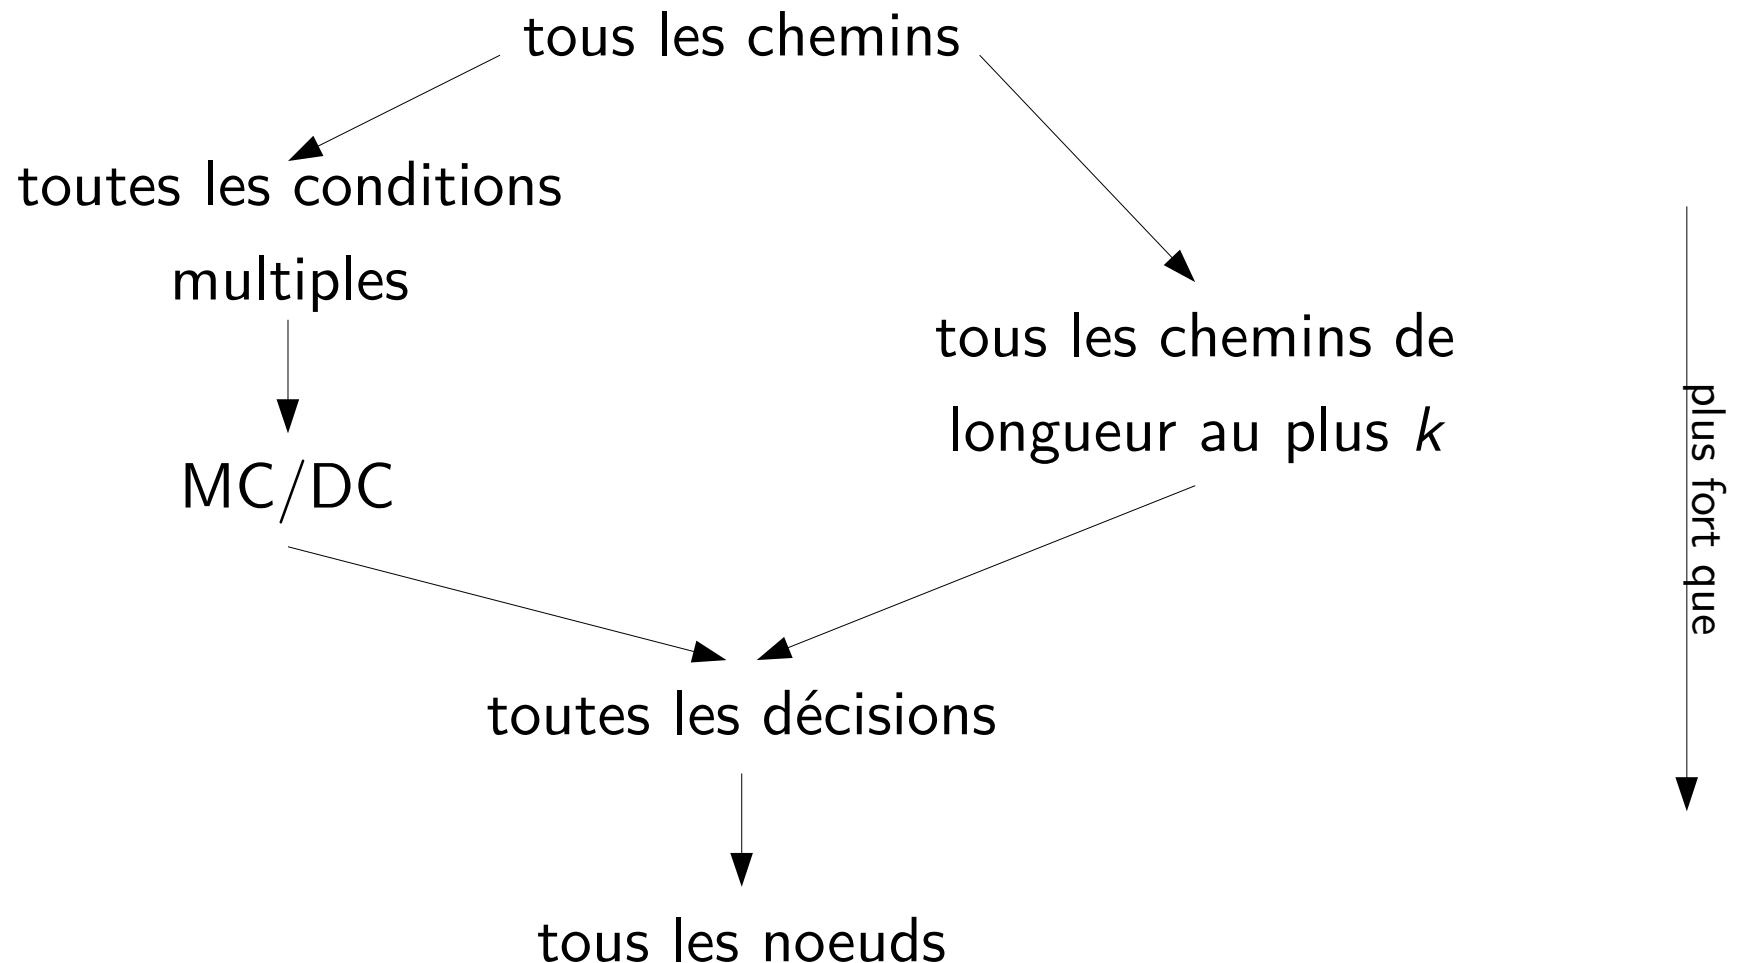 tous les chemins
toutes les conditions
multiples
tous les chemins de
longueur au plus k
MC/DC
toutes les décisions
tous les noeuds
plus fort que